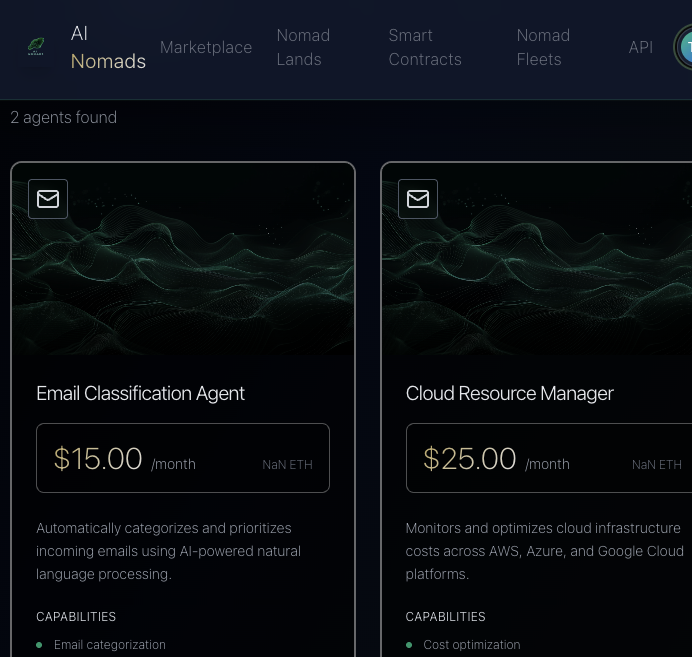 AI
Nomads
Marketplace
Nomad
Lands
Smart
Contracts
Nomad
Fleets
API
2 agents found
Email Classification Agent
$15.00 /month NaN ETH
Automatically categorizes and prioritizes
incoming emails using AI-powered natural
language processing.
CAPABILITIES
Email categorization
Cloud Resource Manager
$25.00 /month NaN ETH
Monitors and optimizes cloud infrastructure
costs across AWS, Azure, and Google Cloud
platforms.
CAPABILITIES
Cost optimization